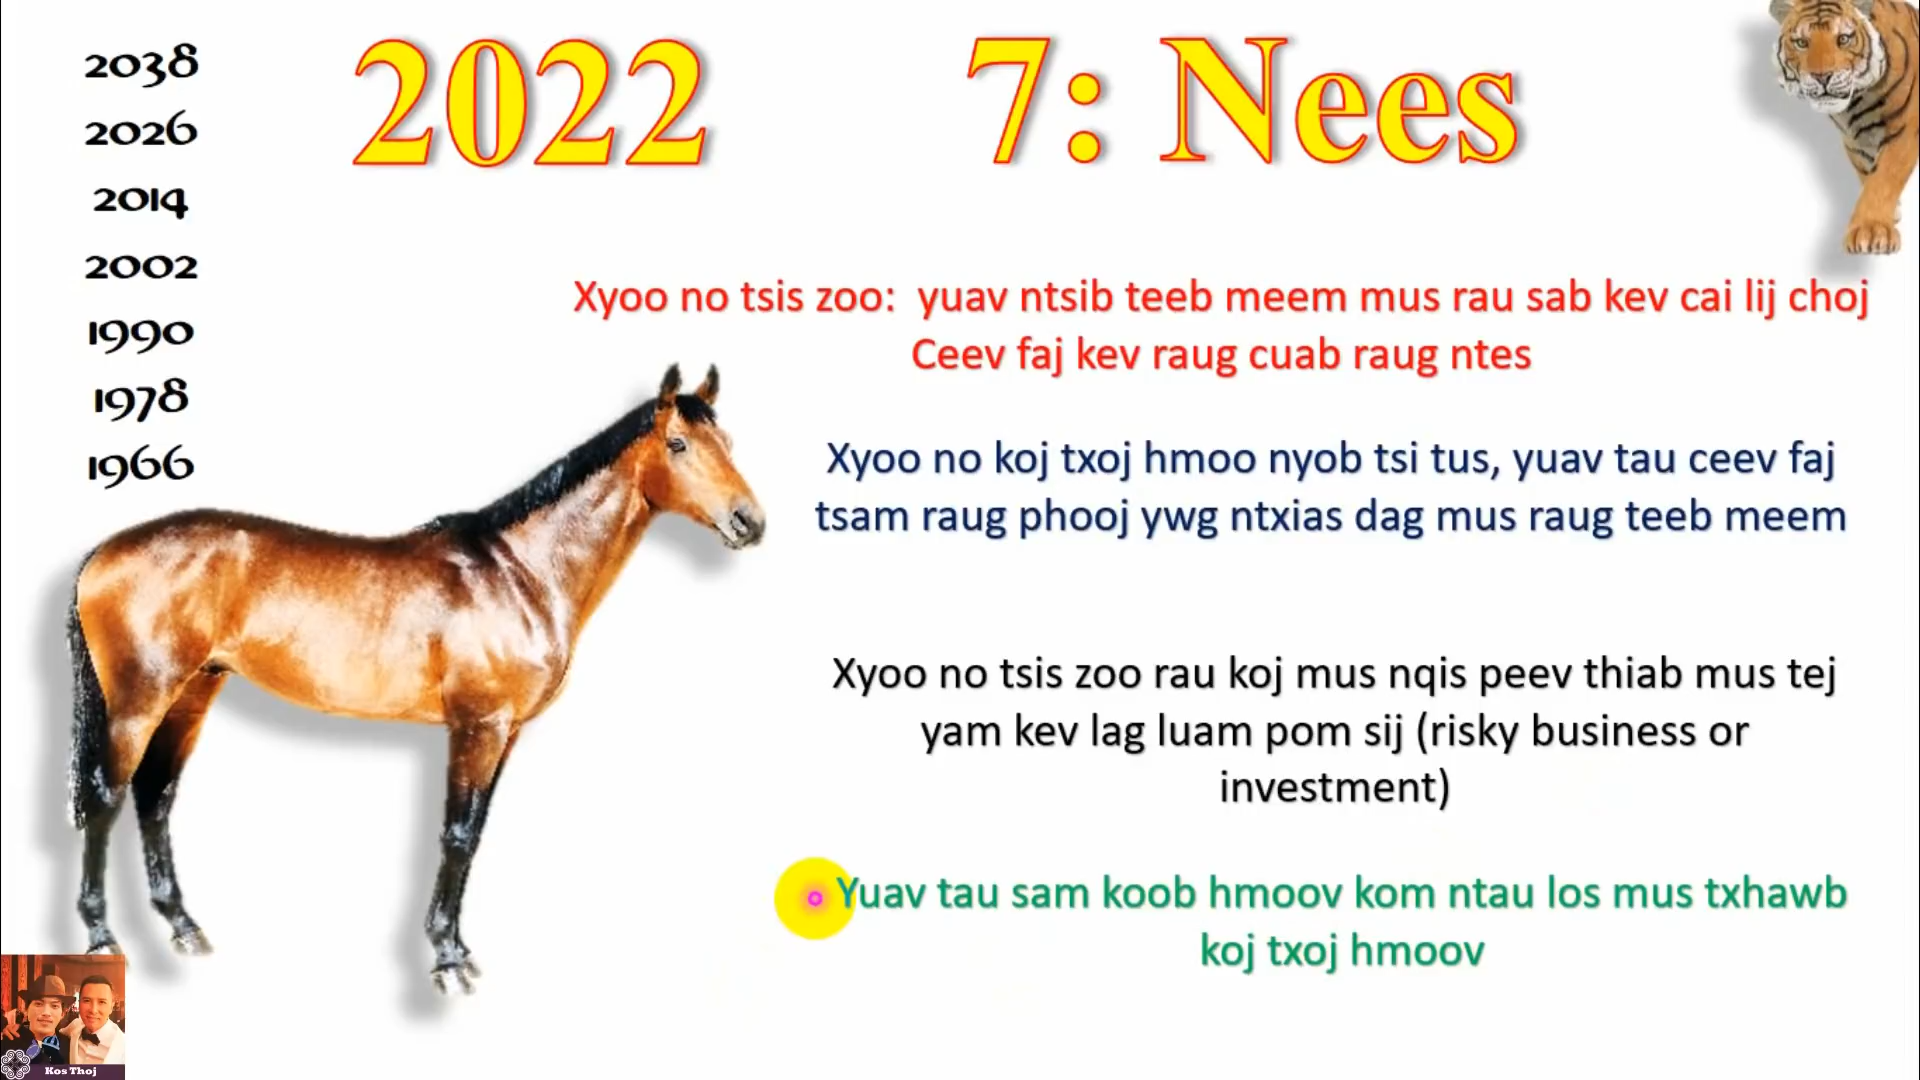 2038
2026
2014
2002
1990
1978
1966
2022
7: Nees
Xyoo no tsis zoo: yuav ntsib teeb meem mus rau sab kev cai lij choj
Ceev faj kev raug cuab raug ntes
Xyoo no koj txoj hmoo nyob tsi tus, yuav tau ceev faj
tsam raug phooj ywg ntxias dag mus raug teeb meem
Xyoo no tsis zoo rau koj mus nqis peev thiab mus tej
yam kev lag luam pom sij (risky business or
investment)
Yuav tau sam koob hmoov kom ntau los mus txhawb
koj txoj hmoov
Kos Thoj